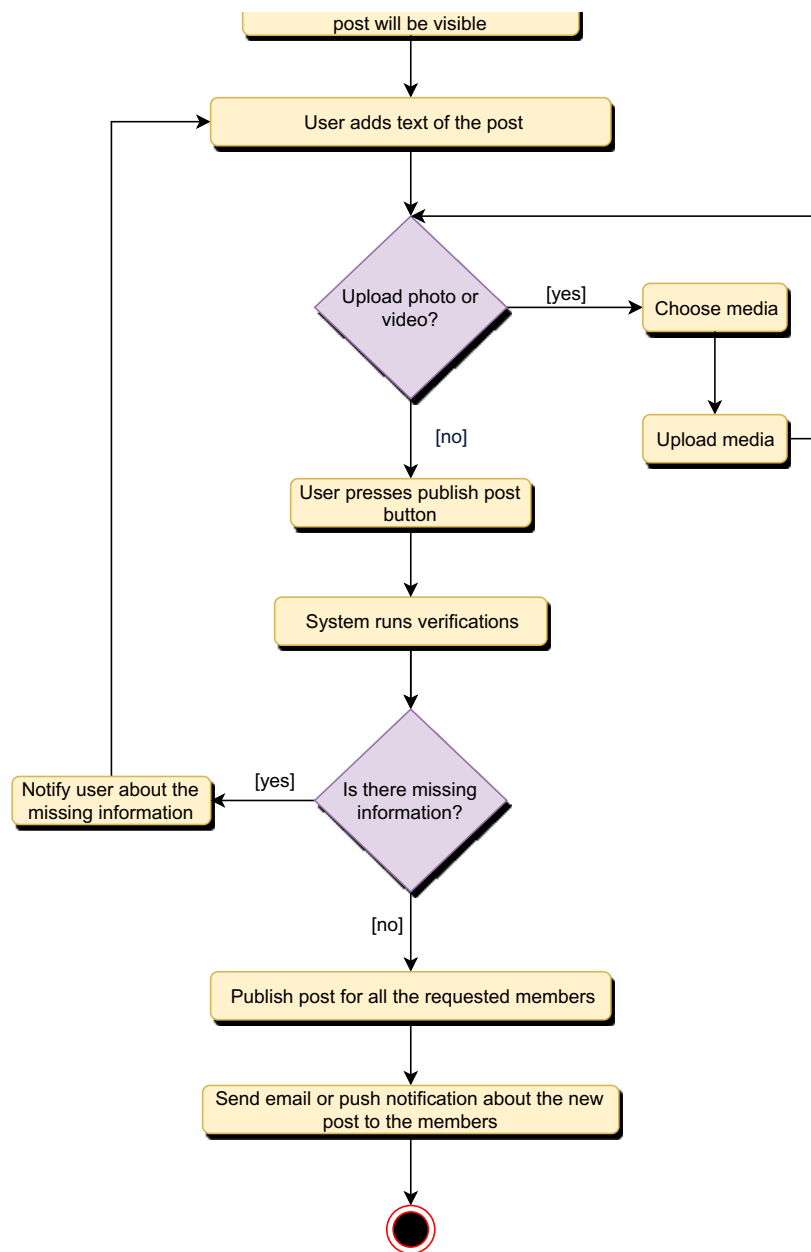 post will be visible
User adds text of the post
Upload photo or
video?
[yes]
Choose media
[no]
Upload media
User presses publish post
button
System runs verifications
Is there missing
information?
[yes]
Notify user about the
missing information
[no]
Publish post for all the requested members
Send email or push notification about the new
post to the members